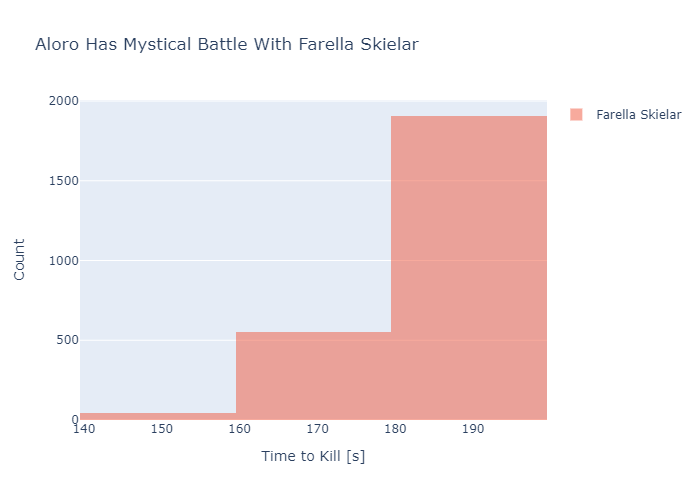 Aloro Has Mystical Battle With Farella Skielar
2000
1500
1000
500
0
140 150 160 170 180 190
Time to Kill [s]
Count
Farella Skielar